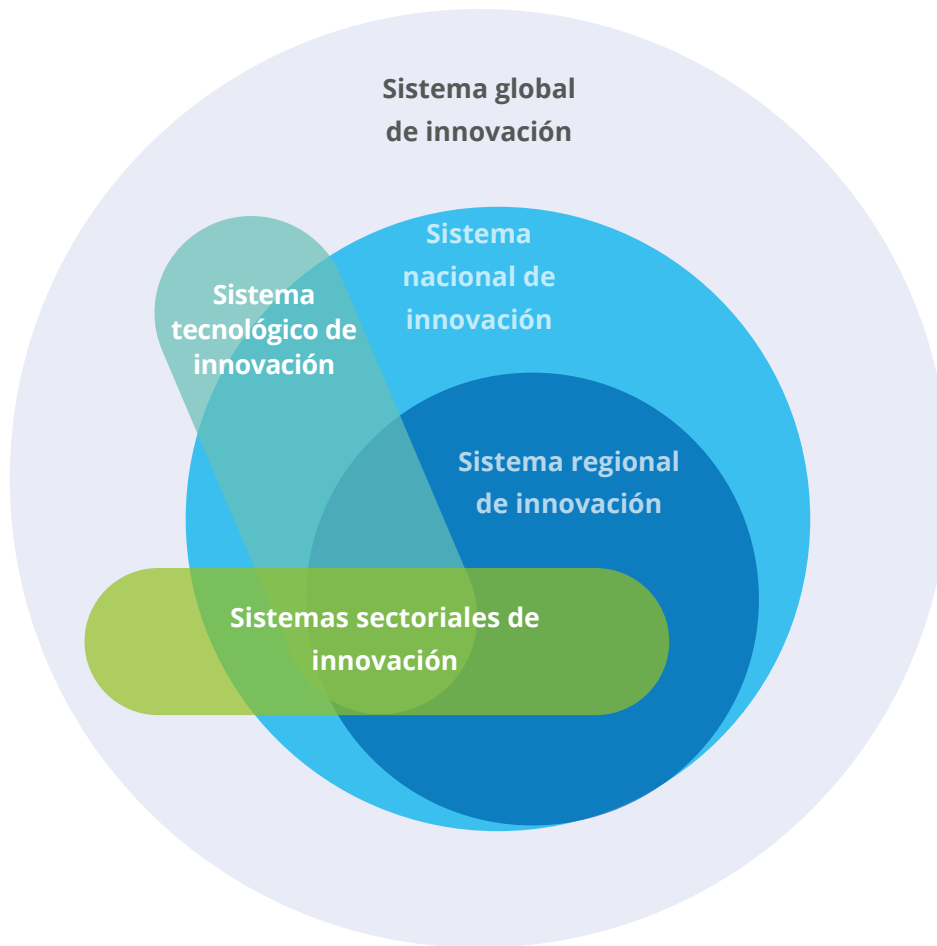 Sistema global
de innovación
Sistema
nacional de
innovación
Sistema
tecnológico de
innovación
Sistema regional
de innovación
Sistemas sectoriales de
innovación